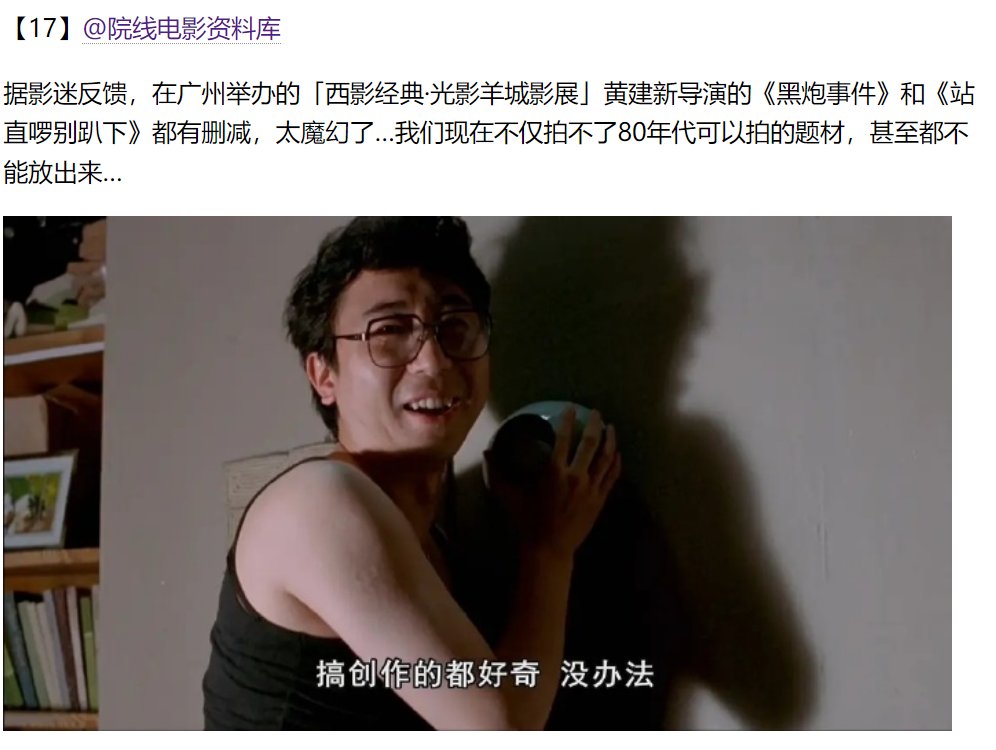 【17】@院线电影资料库
据影迷反馈，在广州举办的「西影经典·光影羊城影展」黄建新导演的《黑炮事件》和《站
直啰别趴下》都有删减，太魔幻了...我们现在不仅拍不了80年代可以拍的题材，甚至都不
能放出来...
搞创作的都好奇 没办法